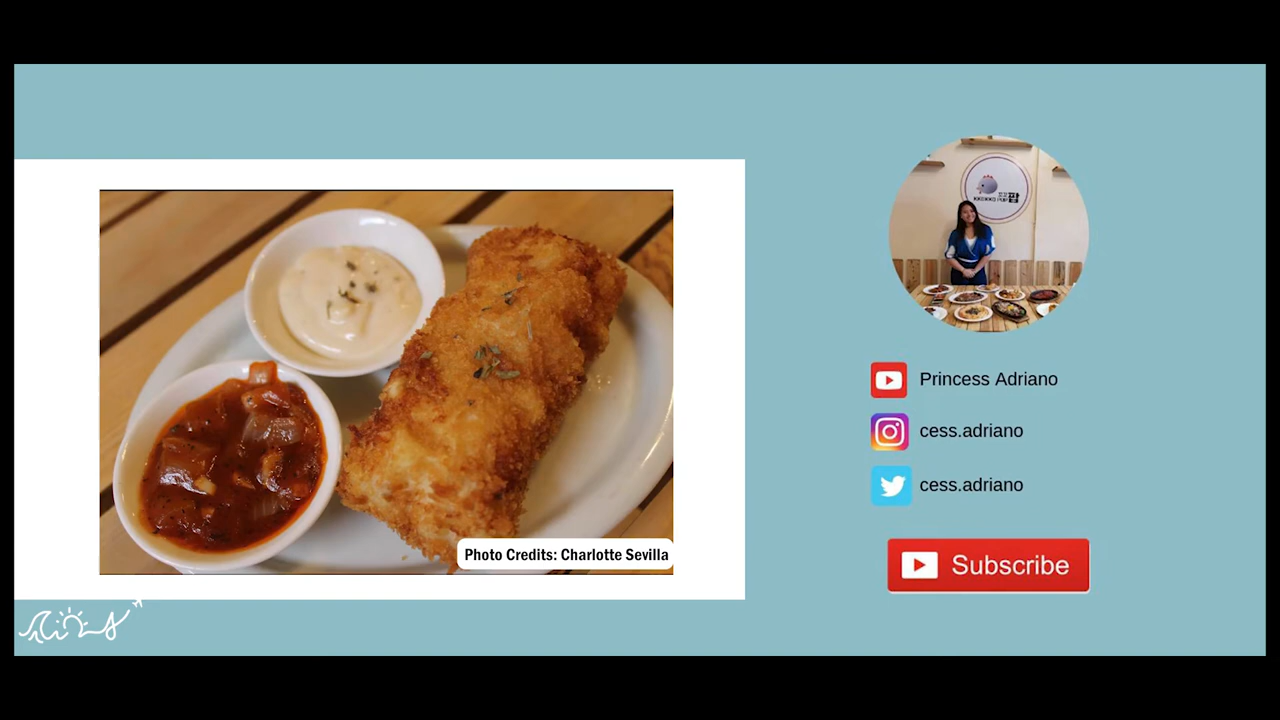 Photo Credits: Charlotte Sevilla
Princess Adriano
cess.adriano
cess.adriano
Subscribe